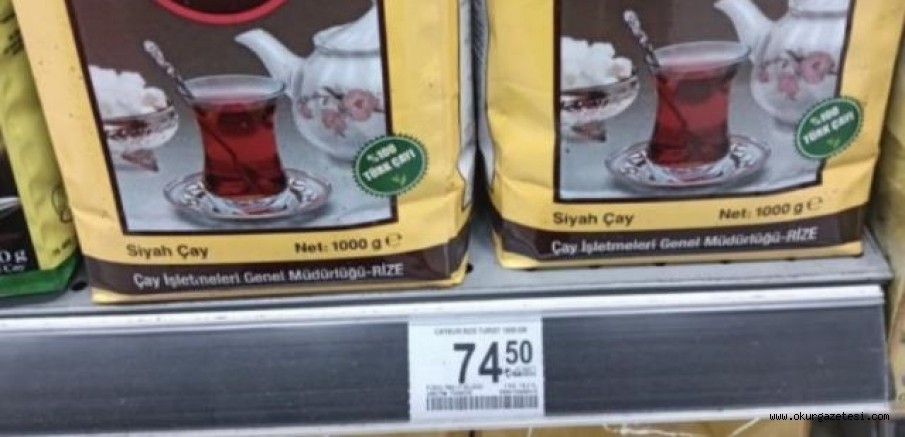 %100
TÜRK ÇAYI
%100
TÜRK ÇAYI
Siyah Çay Net: 1000 g ℮
Çay İşletmeleri Genel Müdürlüğü-RİZE
Siyah Çay Net: 1000 g ℮
Çay İşletmeleri Genel Müdürlüğü-RİZE
0 g
74 50
www.okurgazetesi.com